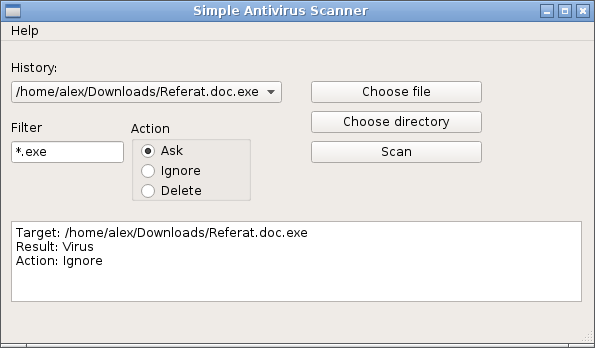 Simple Antivirus Scanner
Help
History:
/home/alex/Downloads/Referat.doc.exe
Choose file
Choose directory
Scan
Filter
*.exe
Action
Ask
Ignore
Delete
Target: /home/alex/Downloads/Referat.doc.exe
Result: Virus
Action: Ignore